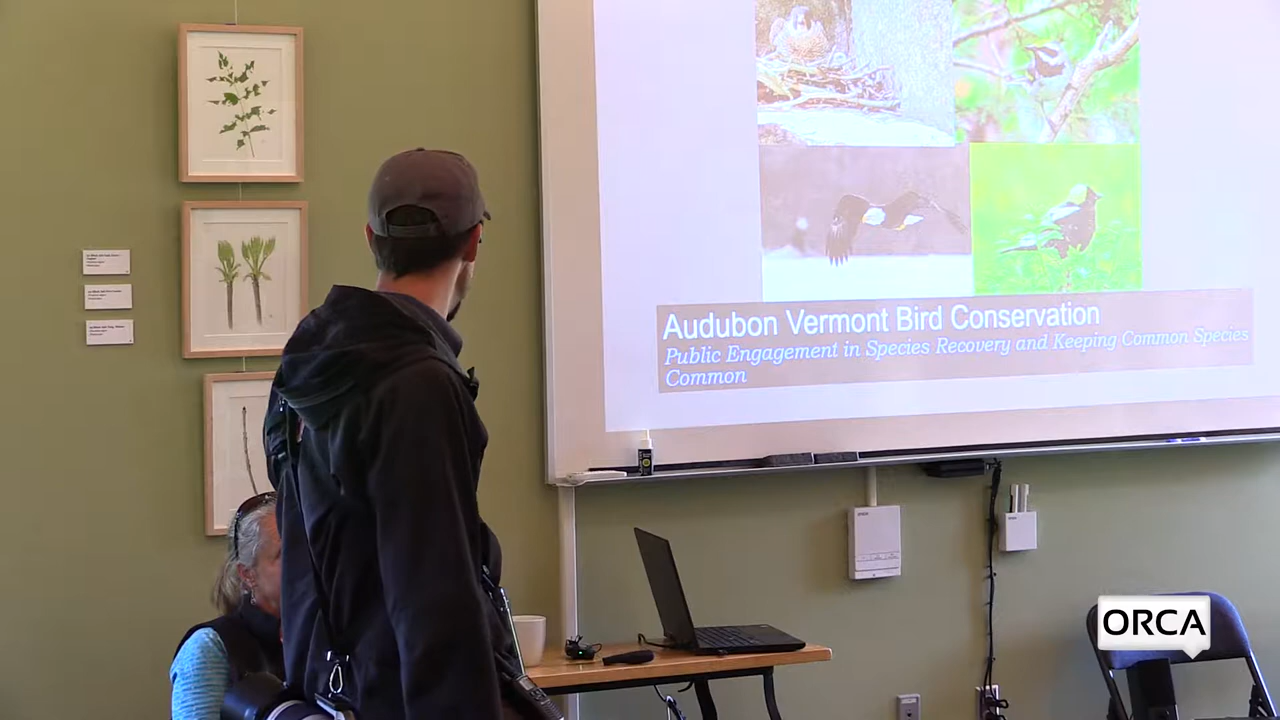 Audubon Vermont Bird Conservation
Public Engagement in Species Recovery and Keeping Common Species
Common
ORCA